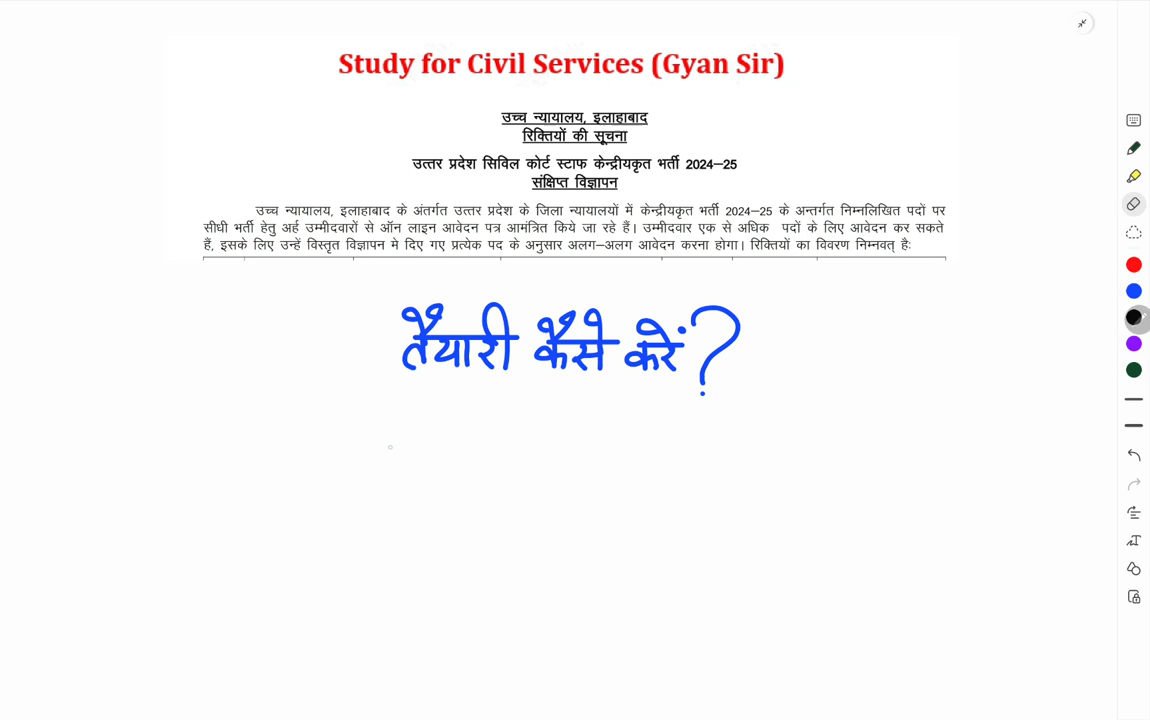 Study for Civil Services (Gyan Sir)
उच्च न्यायालय, इलाहाबाद
रिक्तियों की सूचना
उत्तर प्रदेश सिविल कोर्ट स्टाफ केन्द्रीयकृत भर्ती 2024–25
संक्षिप्त विज्ञापन
उच्च न्यायालय, इलाहाबाद के अंतर्गत उत्तर प्रदेश के जिला न्यायालयों में केन्द्रीयकृत भर्ती 2024–25 के अन्तर्गत निम्नलिखित पदों पर
सीधी भर्ती हेतु अर्ह उम्मीदवारों से ऑन लाइन आवेदन पत्र आमंत्रित किये जा रहे हैं। उम्मीदवार एक से अधिक पदों के लिए आवेदन कर सकते
हैं, इसके लिए उन्हें विस्तृत विज्ञापन मे दिए गए प्रत्येक पद के अनुसार अलग–अलग आवेदन करना होगा। रिक्तियों का विवरण निम्नवत् है:
तैयारी कैसे करें?